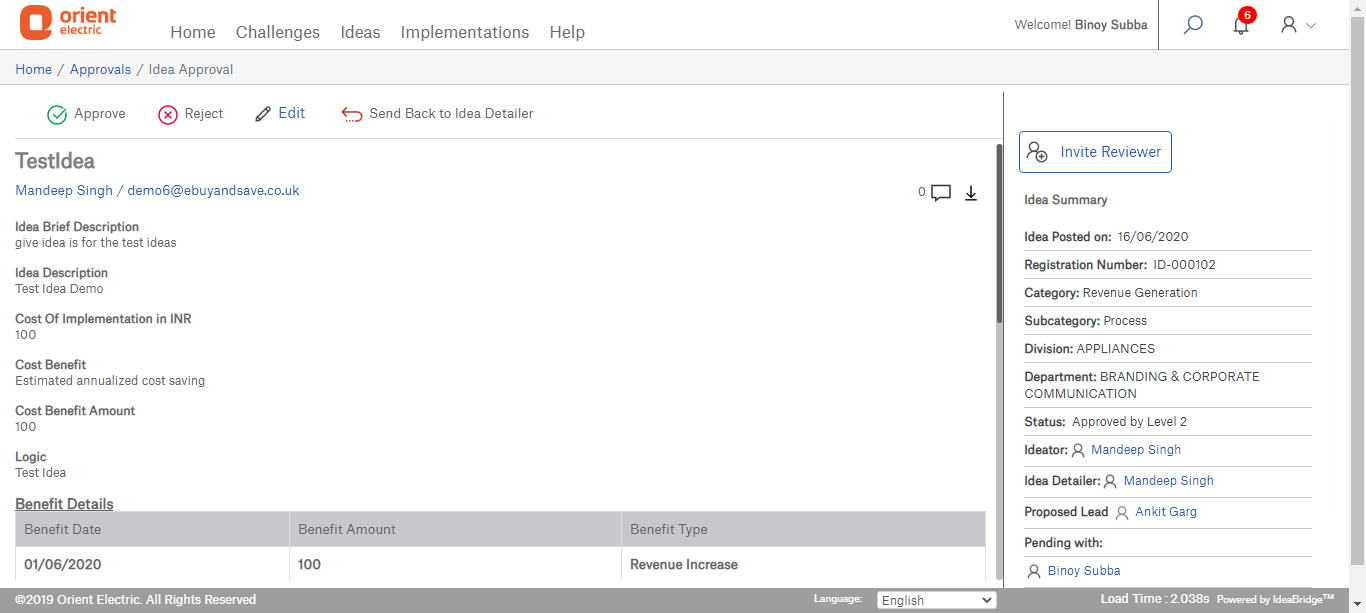 orient
electric
Home Challenges Ideas Implementations Help
Welcome! Binoy Subba
6
Home / Approvals / Idea Approval
Approve Reject Edit Send Back to Idea Detailer
TestIdea
Mandeep Singh / demo6@ebuyandsave.co.uk
0
Idea Brief Description
give idea is for the test ideas
Idea Description
Test Idea Demo
Cost Of Implementation in INR
100
Cost Benefit
Estimated annualized cost saving
Cost Benefit Amount
100
Logic
Test Idea
Benefit Details
Benefit Date Benefit Amount Benefit Type
01/06/2020 100 Revenue Increase
Invite Reviewer
Idea Summary
Idea Posted on: 16/06/2020
Registration Number: ID-000102
Category: Revenue Generation
Subcategory: Process
Division: APPLIANCES
Department: BRANDING & CORPORATE
COMMUNICATION
Status: Approved by Level 2
Ideator: Mandeep Singh
Idea Detailer: Mandeep Singh
Proposed Lead Ankit Garg
Pending with:
Binoy Subba
©2019 Orient Electric. All Rights Reserved
Language: English
Load Time : 2.038s Powered by IdeaBridge™